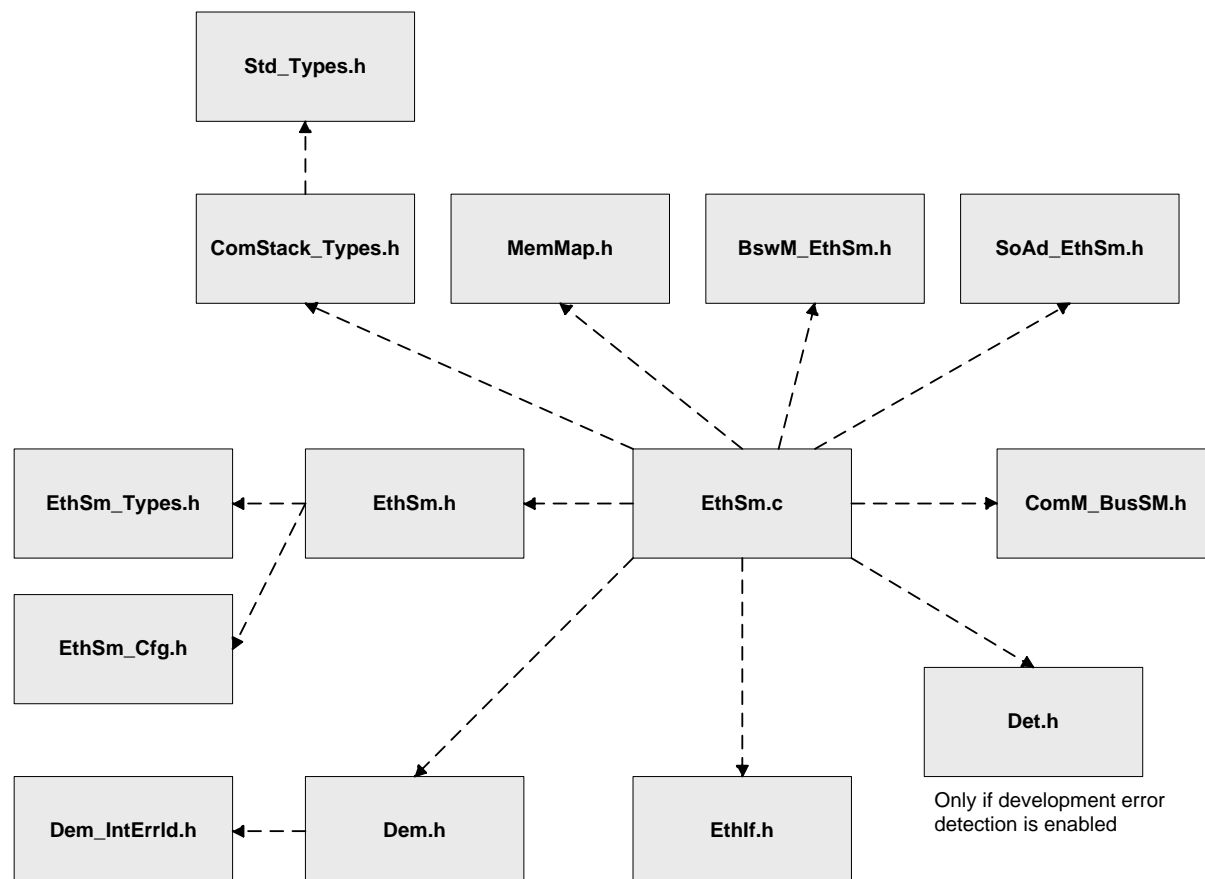 Std_Types.h
ComStack_Types.h
MemMap.h
BswM_EthSm.h
SoAd_EthSm.h
EthSm_Types.h
EthSm.h
EthSm.c
ComM_BusSM.h
EthSm_Cfg.h
Det.h
Dem_IntErrId.h
Dem.h
EthIf.h
Only if development error
detection is enabled